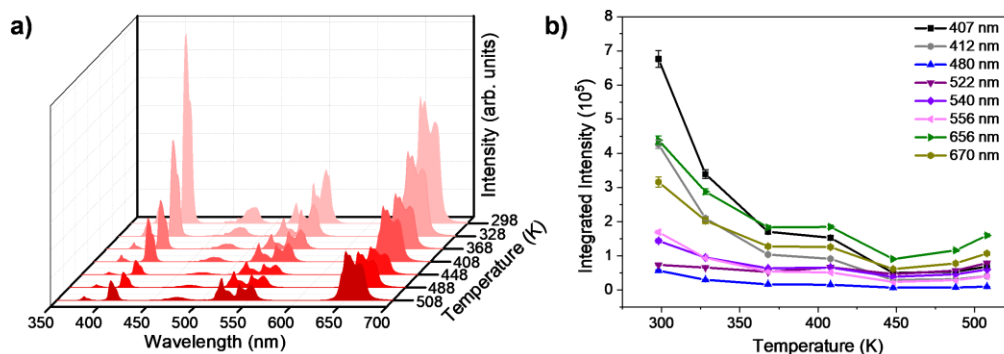 a)
Intensity (arb. units)
298
328
368
408
448
488
508
Temperature (K)
350 400 450 500 550 600 650 700
Wavelength (nm)
b)
Integrated Intensity (10⁵)
8
7
6
5
4
3
2
1
0
300 350 400 450 500
Temperature (K)
407 nm
412 nm
480 nm
522 nm
540 nm
556 nm
656 nm
670 nm